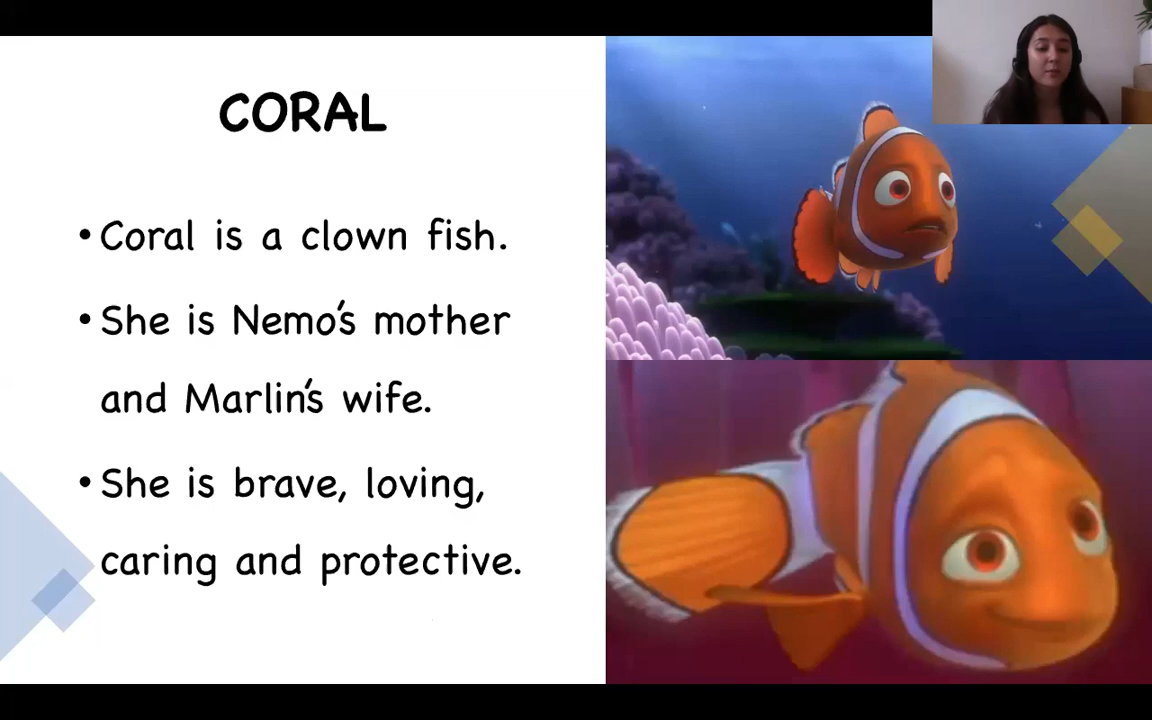 CORAL
• Coral is a clown fish.
• She is Nemo's mother
and Marlin's wife.
• She is brave, loving,
caring and protective.